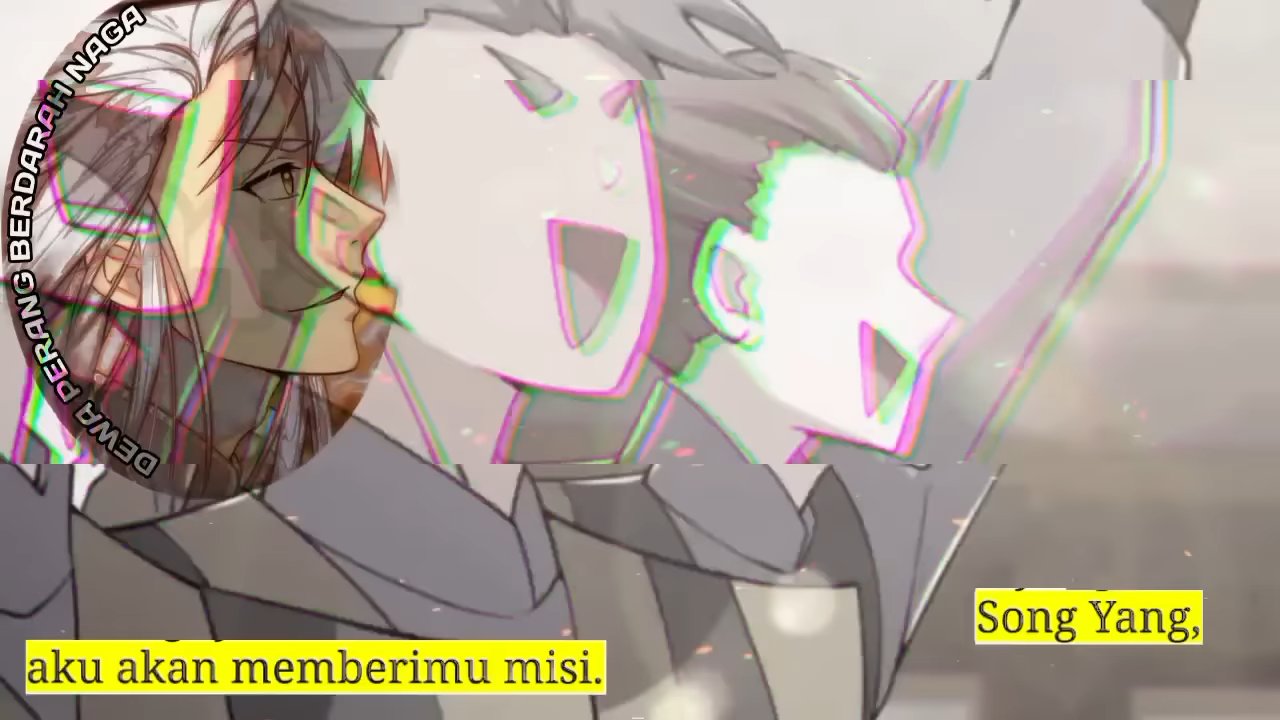 DEWA PERANG BERDARAH NAGA
Song Yang,
aku akan memberimu misi.